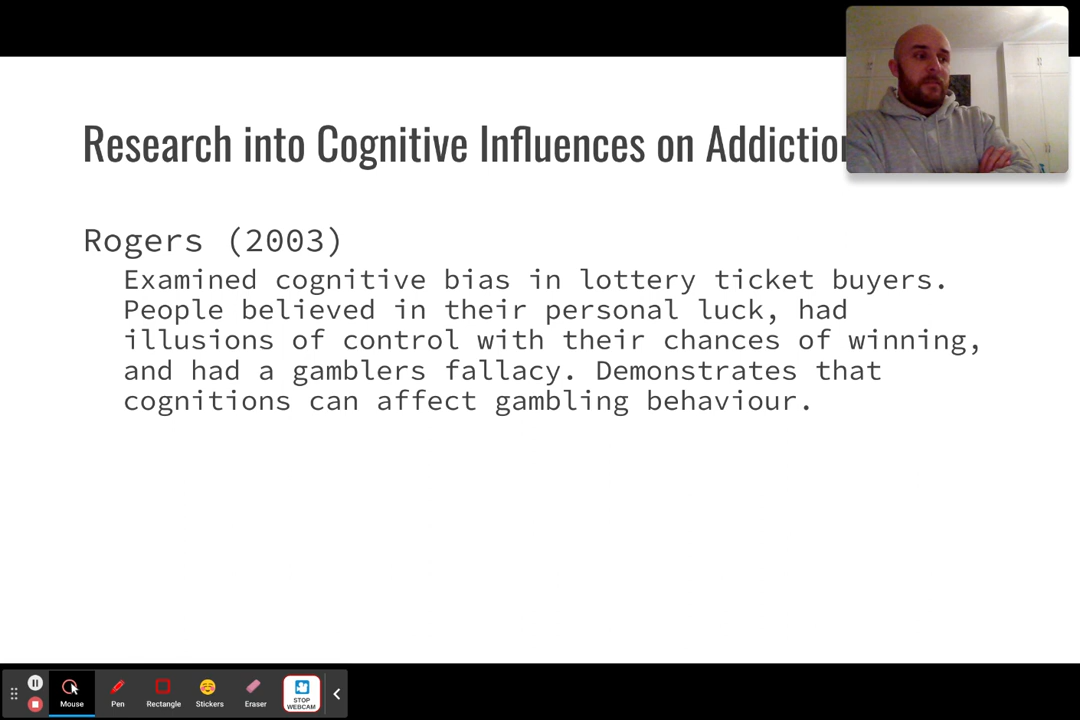 Research into Cognitive Influences on Addiction
Rogers (2003)
Examined cognitive bias in lottery ticket buyers.
People believed in their personal luck, had
illusions of control with their chances of winning,
and had a gamblers fallacy. Demonstrates that
cognitions can affect gambling behaviour.
Mouse
Pen
Rectangle
Stickers
Eraser
STOP
WEBCAM